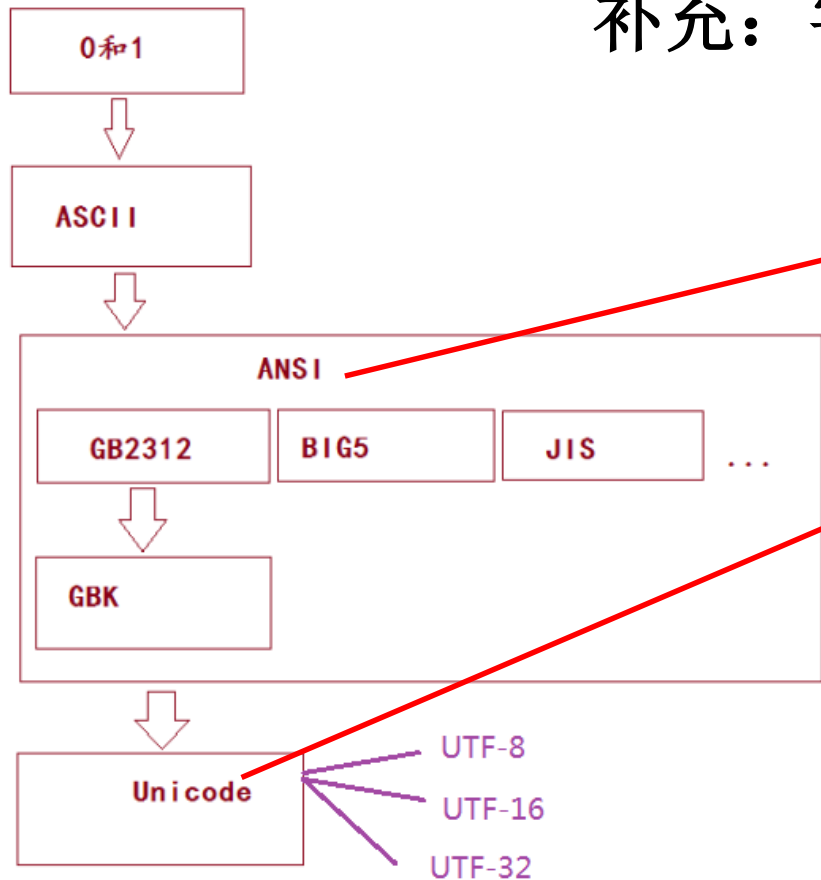 补充:
0和1
ASCII
ANSI
GB2312 BIG5 JIS ...
GBK
Unicode
UTF-8
UTF-16
UTF-32